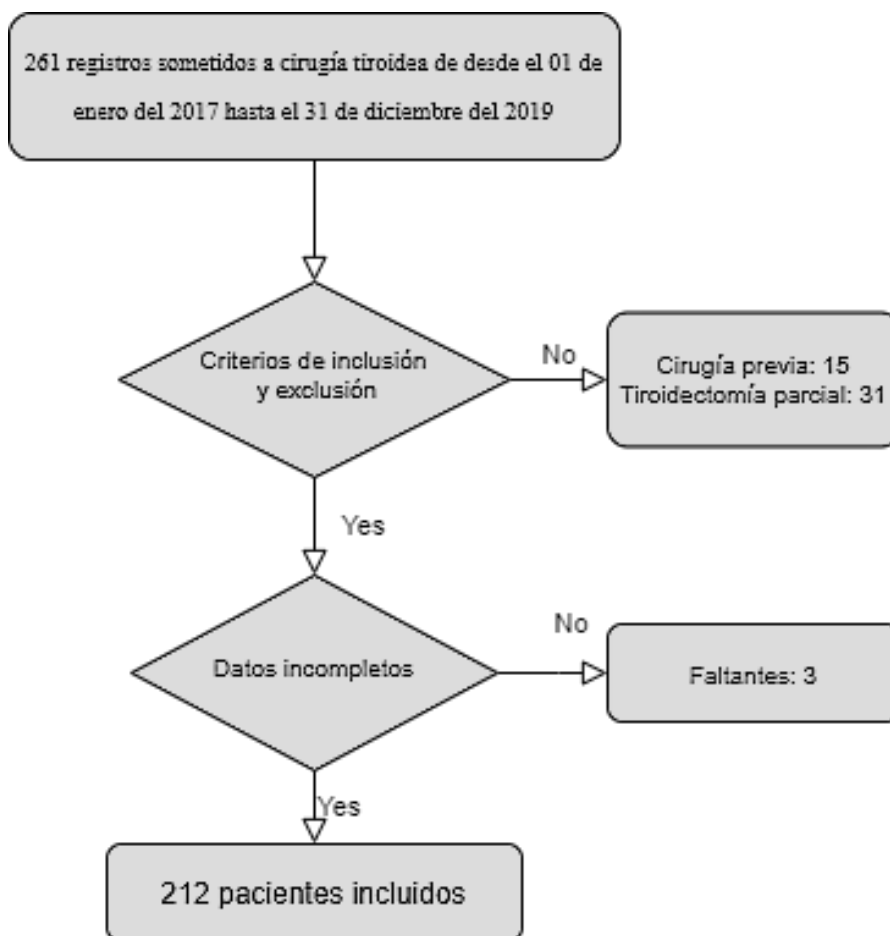 261 registros sometidos a cirugía tiroidea de desde el 01 de
enero del 2017 hasta el 31 de diciembre del 2019
Criterios de inclusión
y exclusión
No
Cirugía previa: 15
Tiroidectomía parcial: 31
Yes
Datos incompletos
No
Faltantes: 3
Yes
212 pacientes incluidos